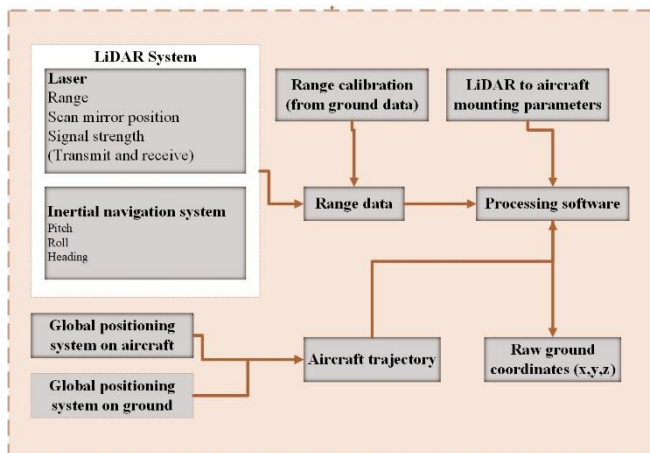 LiDAR System
Laser
Range
Scan mirror position
Signal strength
(Transmit and receive)
Inertial navigation system
Pitch
Roll
Heading
Range calibration
(from ground data)
LiDAR to aircraft
mounting parameters
Range data
Processing software
Global positioning
system on aircraft
Global positioning
system on ground
Aircraft trajectory
Raw ground
coordinates (x,y,z)